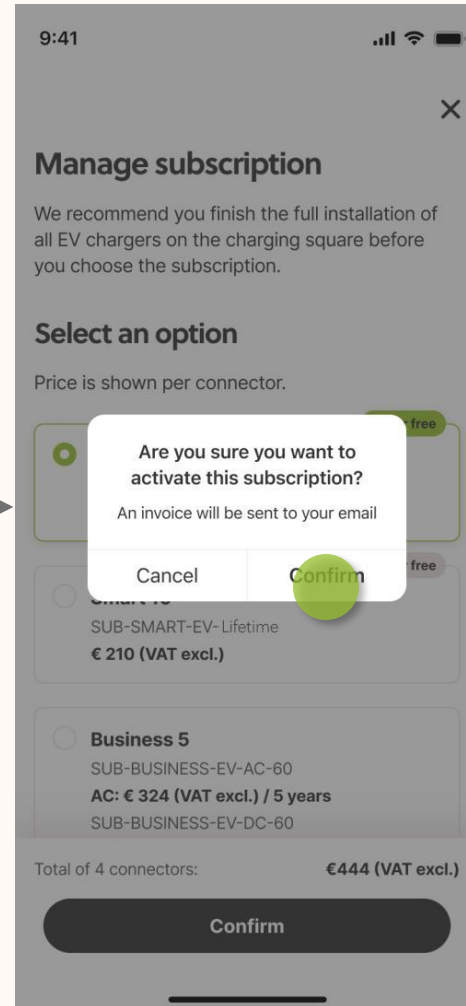 9:41
Manage subscription
We recommend you finish the full installation of
all EV chargers on the charging square before
you choose the subscription.
Select an option
Price is shown per connector.
free
Are you sure you want to
activate this subscription?
An invoice will be sent to your email
Cancel
Confirm
free
SUB-SMART-EV-Lifetime
€ 210 (VAT excl.)
Business 5
SUB-BUSINESS-EV-AC-60
AC: € 324 (VAT excl.) / 5 years
SUB-BUSINESS-EV-DC-60
Total of 4 connectors:
€444 (VAT excl.)
Confirm